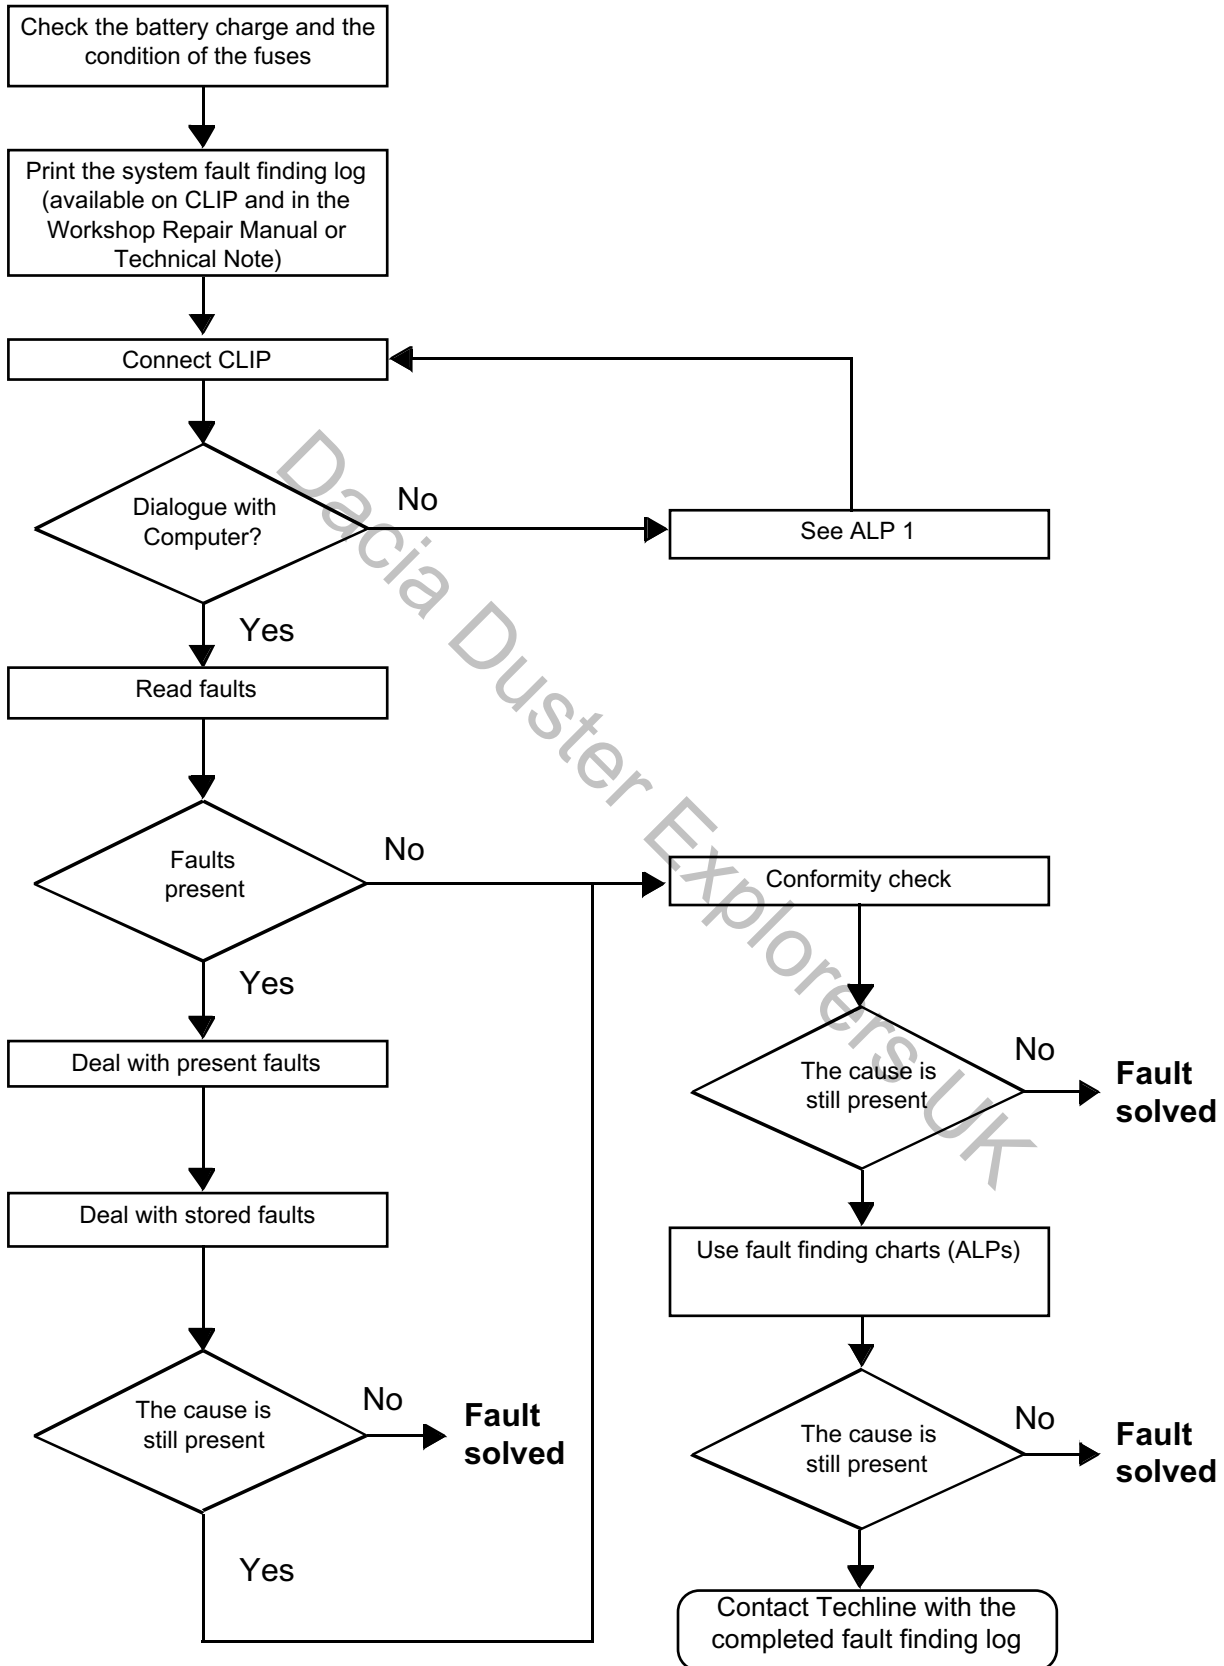 Check the battery charge and the
condition of the fuses
Print the system fault finding log
(available on CLIP and in the
Workshop Repair Manual or
Technical Note)
Connect CLIP
Dialogue with
Computer?
No
See ALP 1
Yes
Read faults
Faults
present
No
Conformity check
Yes
Deal with present faults
The cause is
still present
No
Fault
solved
Deal with stored faults
Use fault finding charts (ALPs)
The cause is
still present
No
Fault
solved
Yes
The cause is
still present
No
Fault
solved
Contact Techline with the
completed fault finding log
Dacia Duster Explorers UK